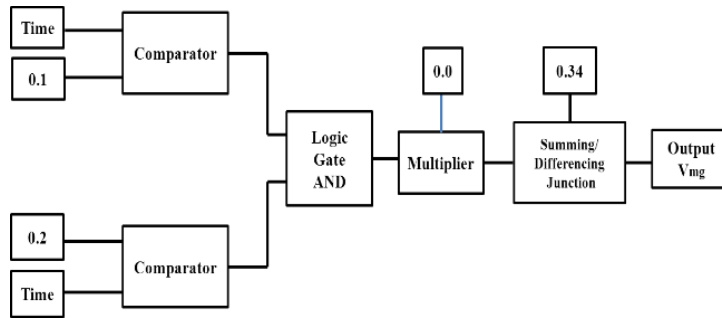 Time
0.1
Comparator
0.2
Time
Comparator
Logic
Gate
AND
0.0
Multiplier
0.34
Summing/
Differencing
Junction
Output
Vmg